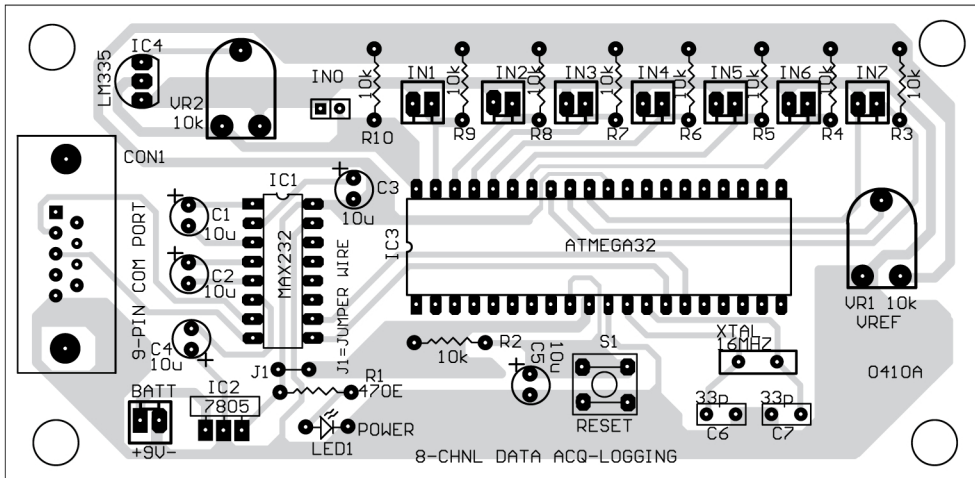 LM335
IC4
VR2
10k
IN0
10k
R10
IN1
10k
R9
IN2
10k
R8
IN3
10k
R7
IN4
10k
R6
IN5
10k
R5
IN6
10k
R4
IN7
10k
R3
CON1
9-PIN COM PORT
+
C1
10u
+
C2
10u
C4
10u
+
IC1
MAX232
+
C3
10u
J1=JUMPER WIRE
IC3
ATMEGA32
VR1 10k
VREF
J1
R1
470E
R2
10k
C5
10u
S1
RESET
XTAL
16MHZ
33p
C6
33p
C7
0410A
BATT
+9V-
IC2
7805
LED1
POWER
8-CHNL DATA ACQ-LOGGING